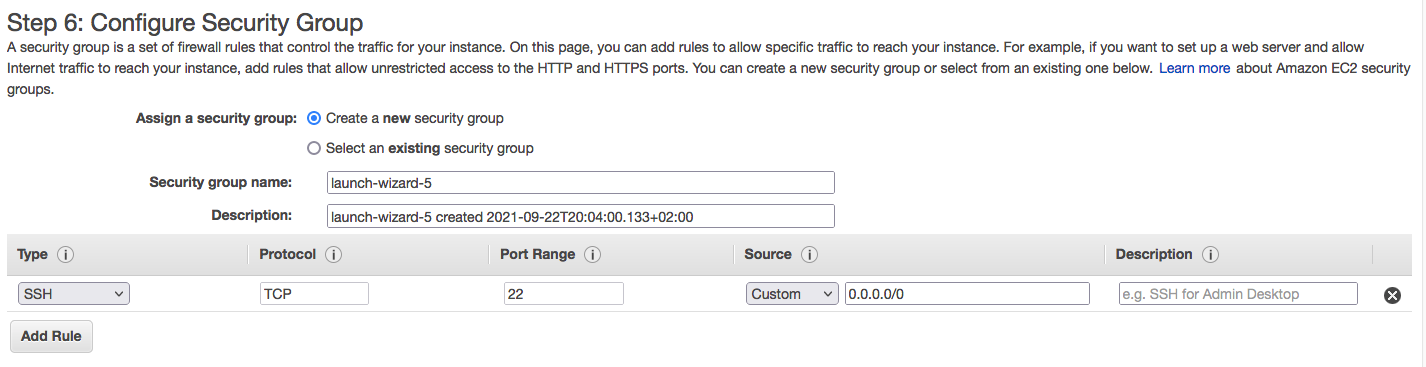 Step 6: Configure Security Group
A security group is a set of firewall rules that control the traffic for your instance. On this page, you can add rules to allow specific traffic to reach your instance. For example, if you want to set up a web server and allow
Internet traffic to reach your instance, add rules that allow unrestricted access to the HTTP and HTTPS ports. You can create a new security group or select from an existing one below. Learn more about Amazon EC2 security
groups.
Assign a security group: Create a new security group
Select an existing security group
Security group name: launch-wizard-5
Description: launch-wizard-5 created 2021-09-22T20:04:00.133+02:00
Type i Protocol i Port Range i Source i Description i
SSH TCP 22 Custom 0.0.0.0/0 e.g. SSH for Admin Desktop
Add Rule